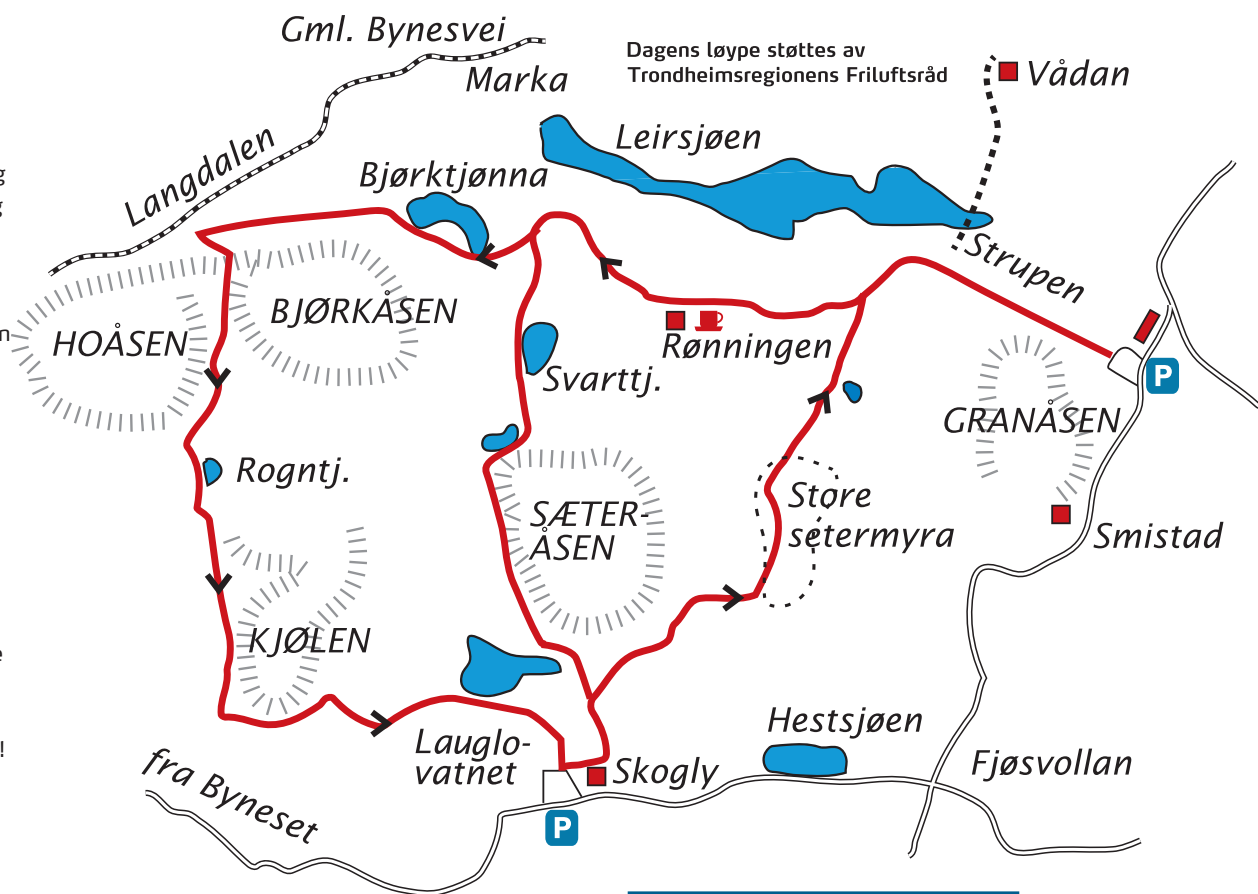 Gml. Bynesvei
Marka
Dagens løype støttes av
Trondheimsregionens Friluftsråd
Vådan
Leirsjøen
Langdalen
Bjørktjønna
g
g
Strupen
BJØRKÅSEN
HOÅSEN
n
Rønningen
Svarttj.
P
GRANÅSEN
Rogntj.
Store
setermyra
SÆTER-
ÅSEN
Smistad
KJØLEN
e
Hestsjøen
Lauglo-
vatnet
!
Skogly
Fjøsvollan
fra Byneset
P